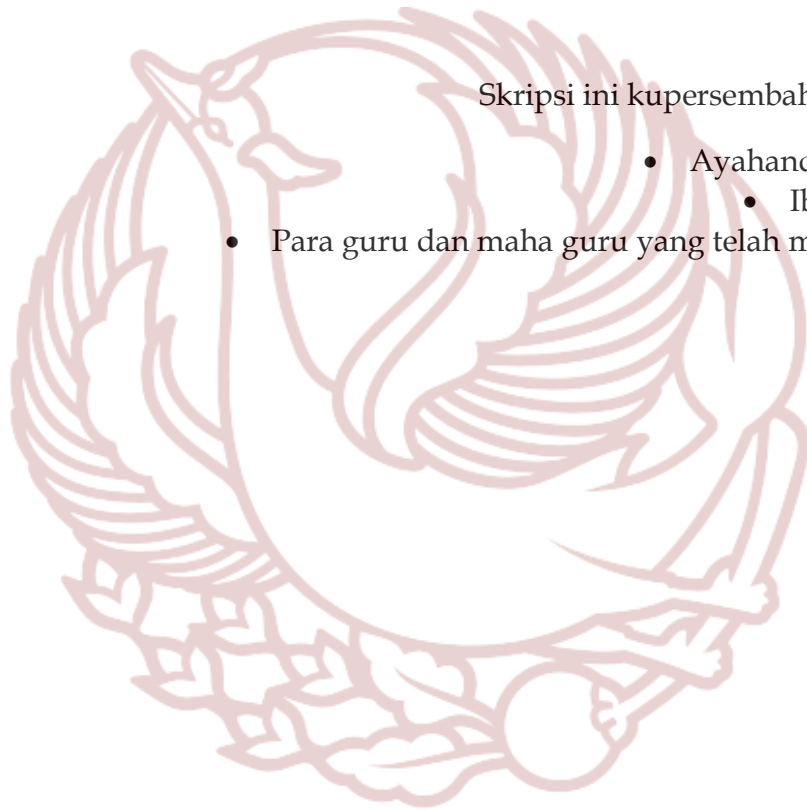 Skripsi ini kupersembah
• Ayahand
• Ib
• Para guru dan maha guru yang telah m